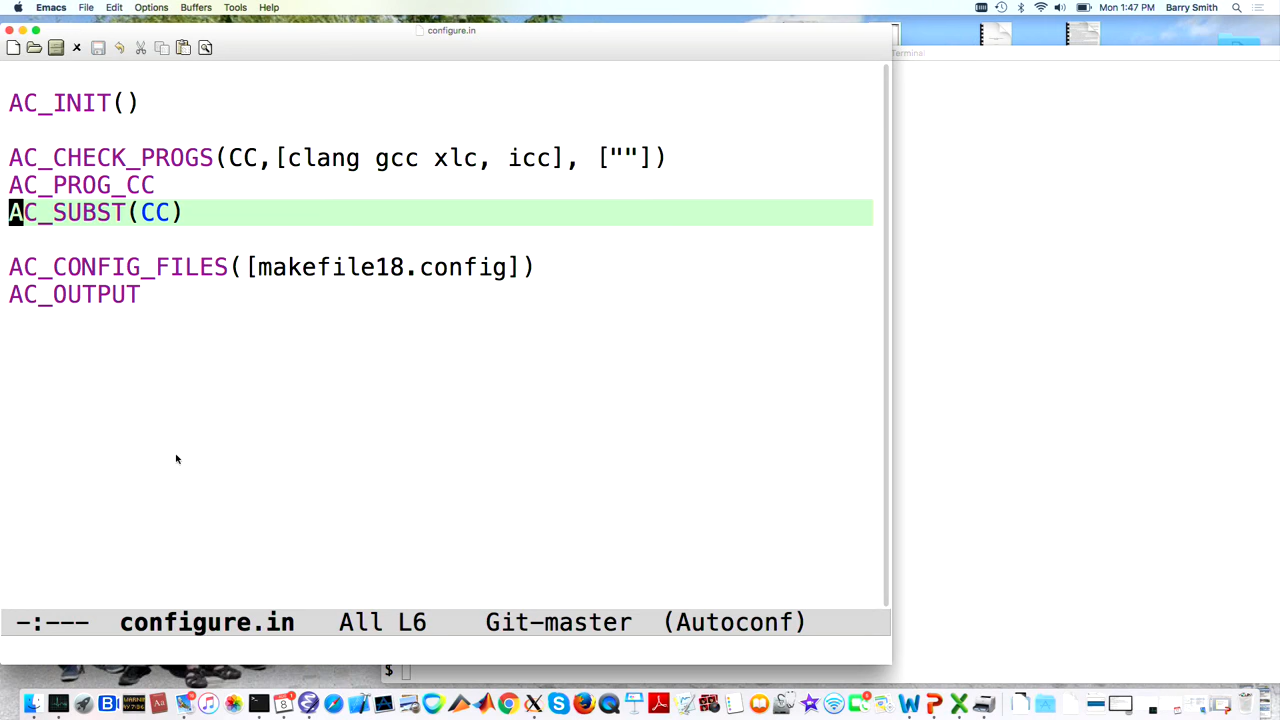 Emacs File Edit Options Buffers Tools Help Mon 1:47 PM Barry Smith
configure.in
AC_INIT()
AC_CHECK_PROGS(CC,[clang gcc xlc, icc], [""])
AC_PROG_CC
AC_SUBST(CC)
AC_CONFIG_FILES([makefile18.config])
AC_OUTPUT
-:--- configure.in All L6 Git-master (Autoconf)
$